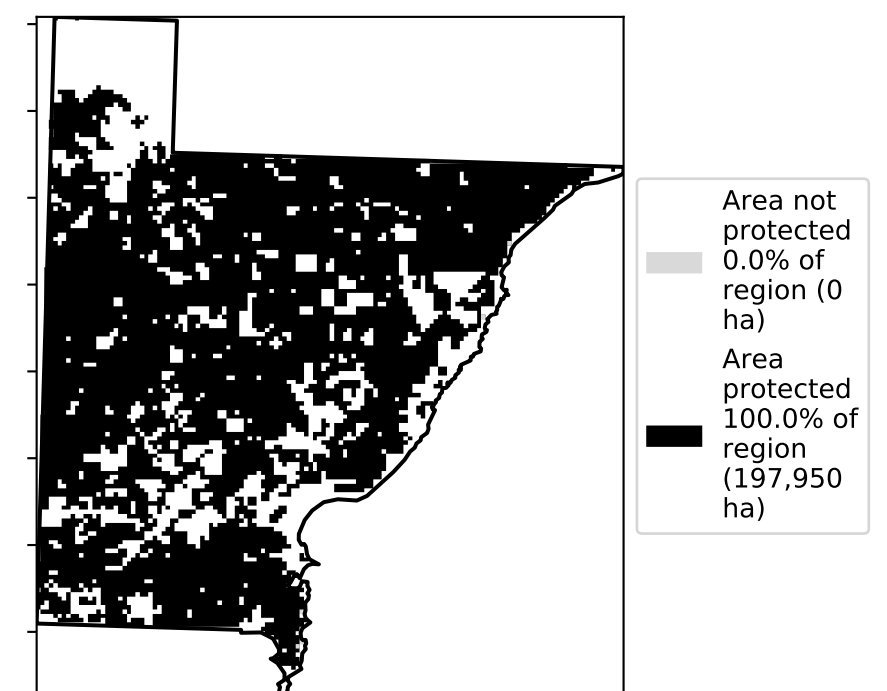 Area not
protected
0.0% of
region (0
ha)
Area
protected
100.0% of
region
(197,950
ha)